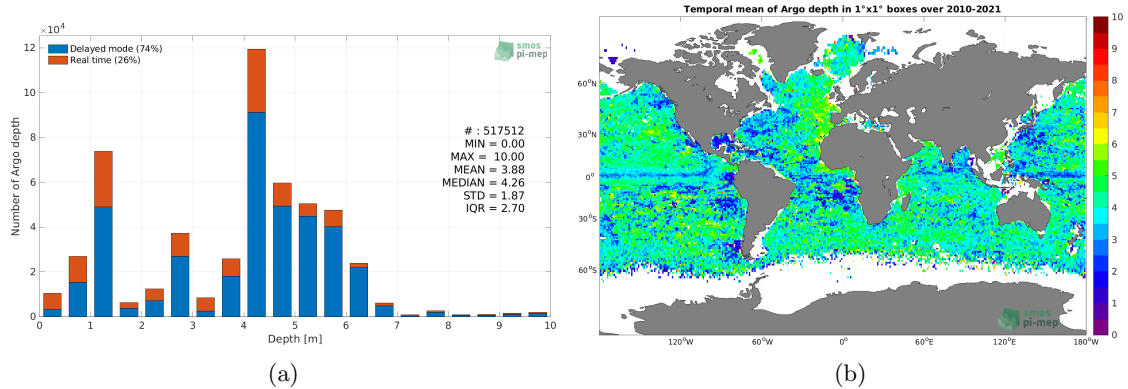 ×10⁴
12
10
8
6
4
2
0
Number of Argo depth
Delayed mode (74%)
Real time (26%)
smos
pi-mep
# : 517512
MIN = 0.00
MAX = 10.00
MEAN = 3.88
MEDIAN = 4.26
STD = 1.87
IQR = 2.70
0 1 2 3 4 5 6 7 8 9 10
Depth [m]
(a)
Temporal mean of Argo depth in 1°x1° boxes over 2010-2021
60°N
30°N
0°
30°S
60°S
120°W 60°W 0° 60°E 120°E 180°W
smos
pi-mep
10
9
8
7
6
5
4
3
2
1
0
(b)